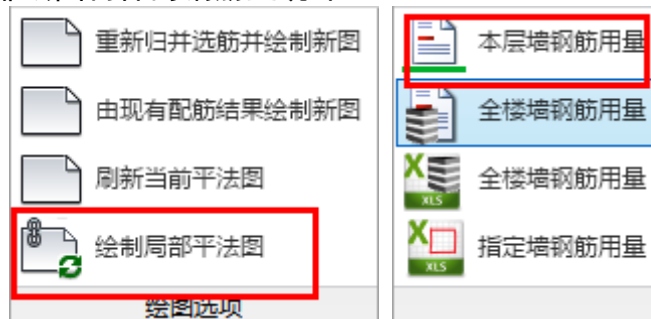 重新归并选筋并绘制新图
由现有配筋结果绘制新图
刷新当前平法图
绘制局部平法图
绘图选项
本层墙钢筋用量
全楼墙钢筋用量
XLS
全楼墙钢筋用量
XLS
指定墙钢筋用量